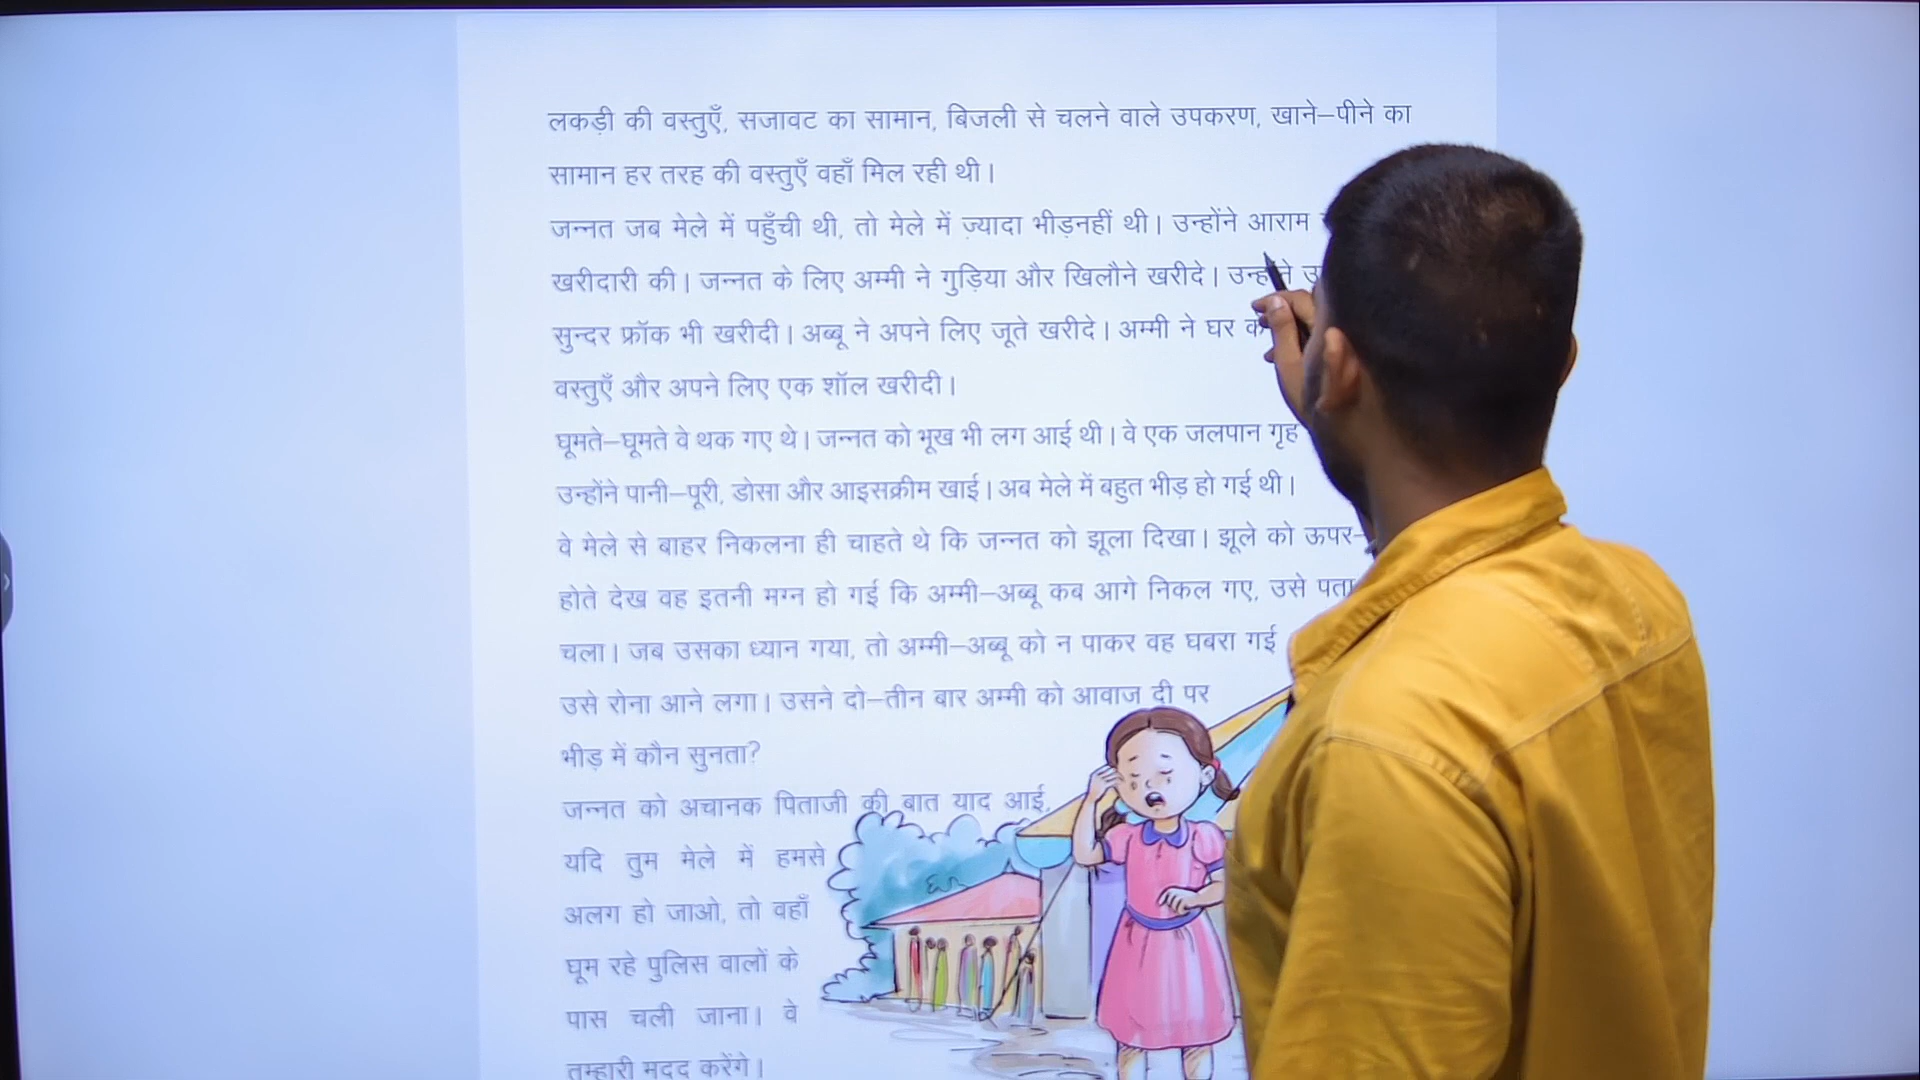 लकड़ी की वस्तुएँ, सजावट का सामान, बिजली से चलने वाले उपकरण, खाने–पीने का
सामान हर तरह की वस्तुएँ वहाँ मिल रही थी।
जन्नत जब मेले में पहुँची थी, तो मेले में ज़्यादा भीड़नहीं थी। उन्होंने आराम
खरीदारी की। जन्नत के लिए अम्मी ने गुड़िया और खिलौने खरीदे। उन्होंने
सुन्दर फ्रॉक भी खरीदी। अब्बू ने अपने लिए जूते खरीदे। अम्मी ने घर
वस्तुएँ और अपने लिए एक शॉल खरीदी।
घूमते–घूमते वे थक गए थे। जन्नत को भूख भी लग आई थी। वे एक जलपान गृह
उन्होंने पानी–पूरी, डोसा और आइसक्रीम खाई। अब मेले में बहुत भीड़ हो गई थी।
वे मेले से बाहर निकलना ही चाहते थे कि जन्नत को झूला दिखा। झूले को ऊपर–
होते देख वह इतनी मग्न हो गई कि अम्मी–अब्बू कब आगे निकल गए, उसे पता
चला। जब उसका ध्यान गया, तो अम्मी–अब्बू को न पाकर वह घबरा गई
उसे रोना आने लगा। उसने दो–तीन बार अम्मी को आवाज दी पर
भीड़ में कौन सुनता?
जन्नत को अचानक पिताजी की बात याद आई,
यदि तुम मेले में हमसे
अलग हो जाओ, तो वहाँ
घूम रहे पुलिस वालों के
पास चली जाना। वे
तुम्हारी मदद करेंगे।